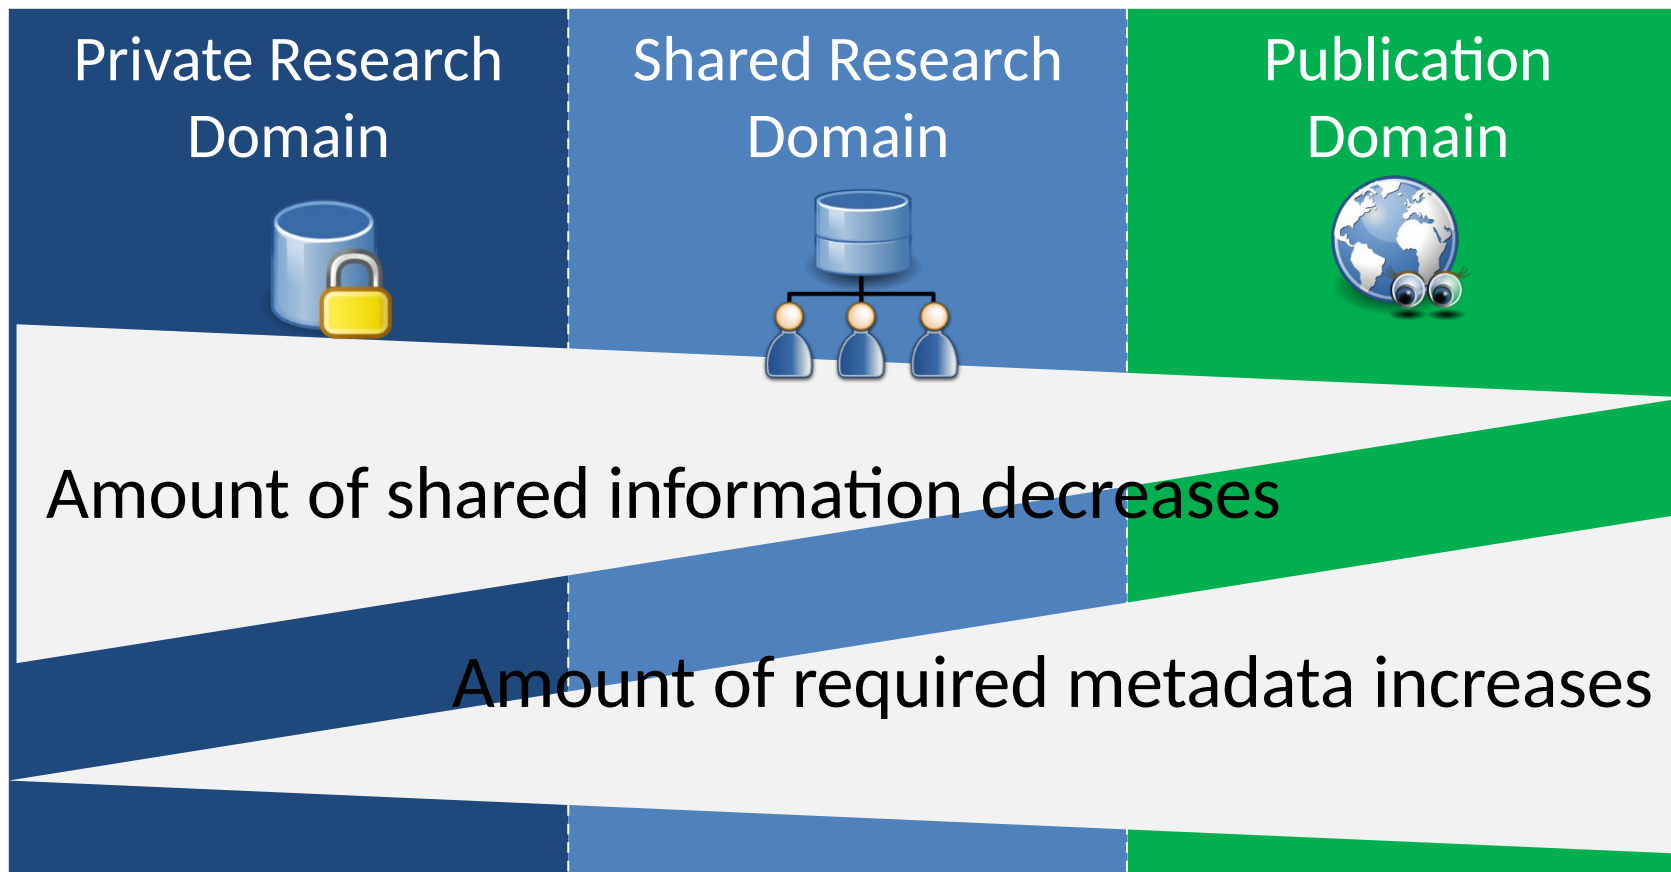 Private Research
Domain
Shared Research
Domain
Publication
Domain
Amount of shared information decreases
Amount of required metadata increases